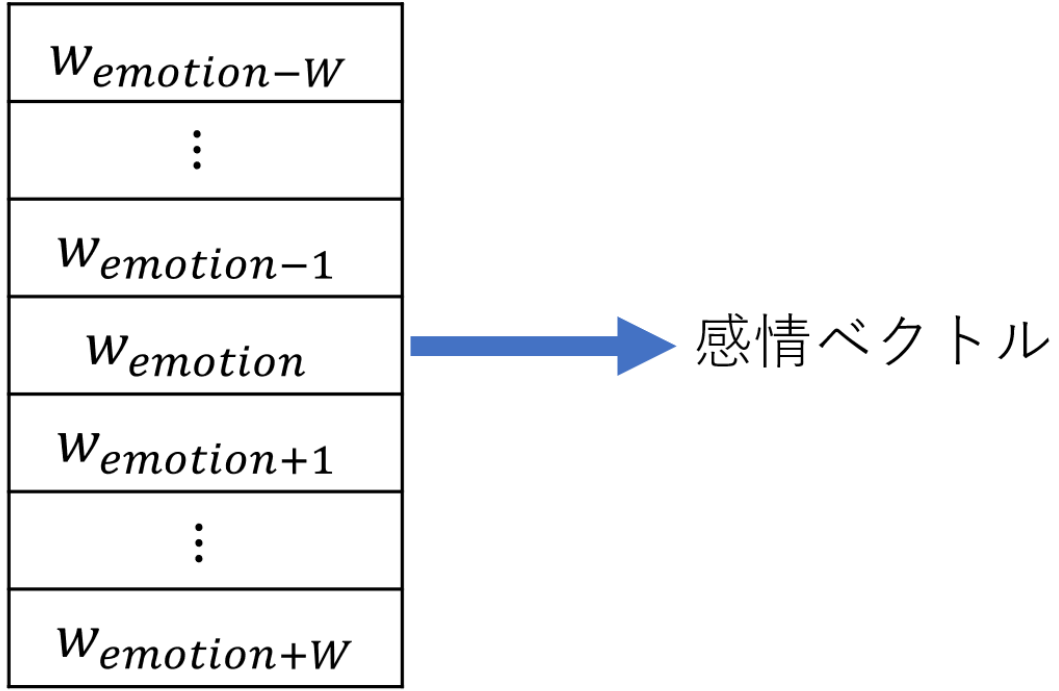 w_{emotion-W}
⋮
w_{emotion-1}
w_{emotion}
感情ベクトル
w_{emotion+1}
⋮
w_{emotion+W}